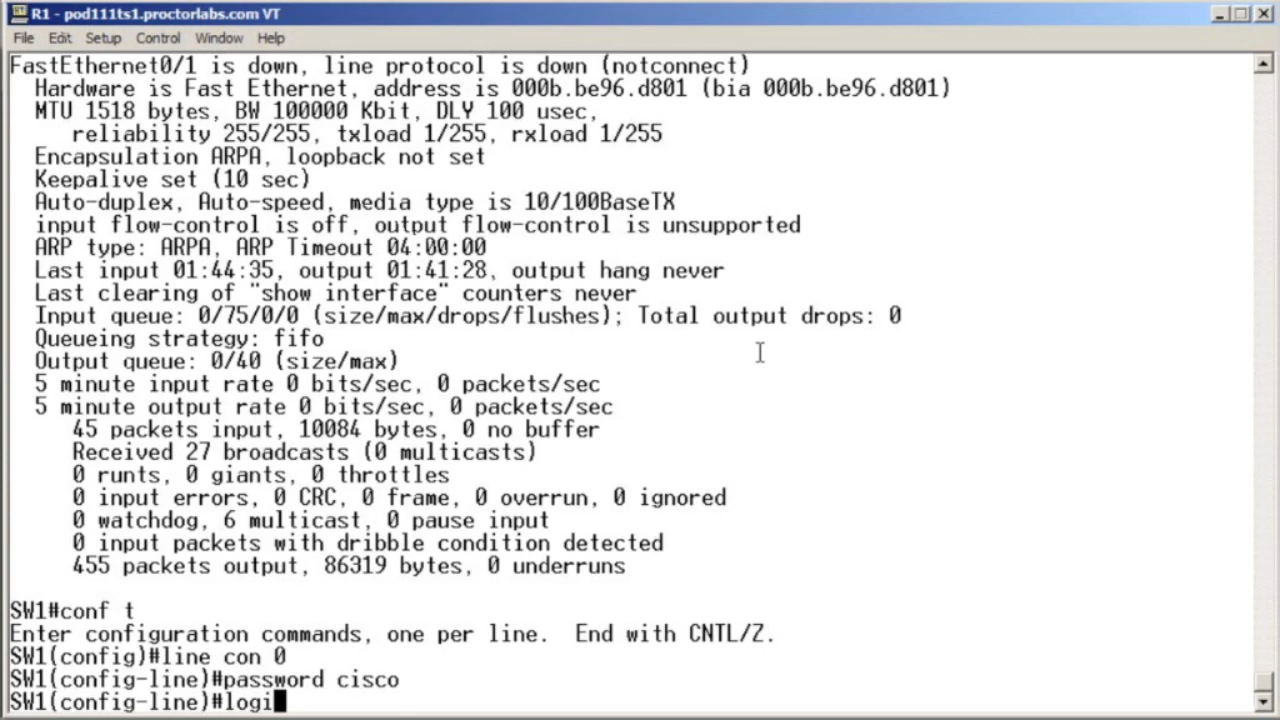 R1 - pod111ts1.proctorlabs.com VT
File Edit Setup Control Window Help
FastEthernet0/1 is down, line protocol is down (notconnect)
Hardware is Fast Ethernet, address is 000b.be96.d801 (bia 000b.be96.d801)
MTU 1518 bytes, BW 100000 Kbit, DLY 100 usec,
reliability 255/255, txload 1/255, rxload 1/255
Encapsulation ARPA, loopback not set
Keepalive set (10 sec)
Auto-duplex, Auto-speed, media type is 10/100BaseTX
input flow-control is off, output flow-control is unsupported
ARP type: ARPA, ARP Timeout 04:00:00
Last input 01:44:35, output 01:41:28, output hang never
Last clearing of "show interface" counters never
Input queue: 0/75/0/0 (size/max/drops/flushes); Total output drops: 0
Queueing strategy: fifo
Output queue: 0/40 (size/max)
5 minute input rate 0 bits/sec, 0 packets/sec
5 minute output rate 0 bits/sec, 0 packets/sec
45 packets input, 10084 bytes, 0 no buffer
Received 27 broadcasts (0 multicasts)
0 runts, 0 giants, 0 throttles
0 input errors, 0 CRC, 0 frame, 0 overrun, 0 ignored
0 watchdog, 6 multicast, 0 pause input
0 input packets with dribble condition detected
455 packets output, 86319 bytes, 0 underruns
SW1#conf t
Enter configuration commands, one per line.  End with CNTL/Z.
SW1(config)#line con 0
SW1(config-line)#password cisco
SW1(config-line)#logi